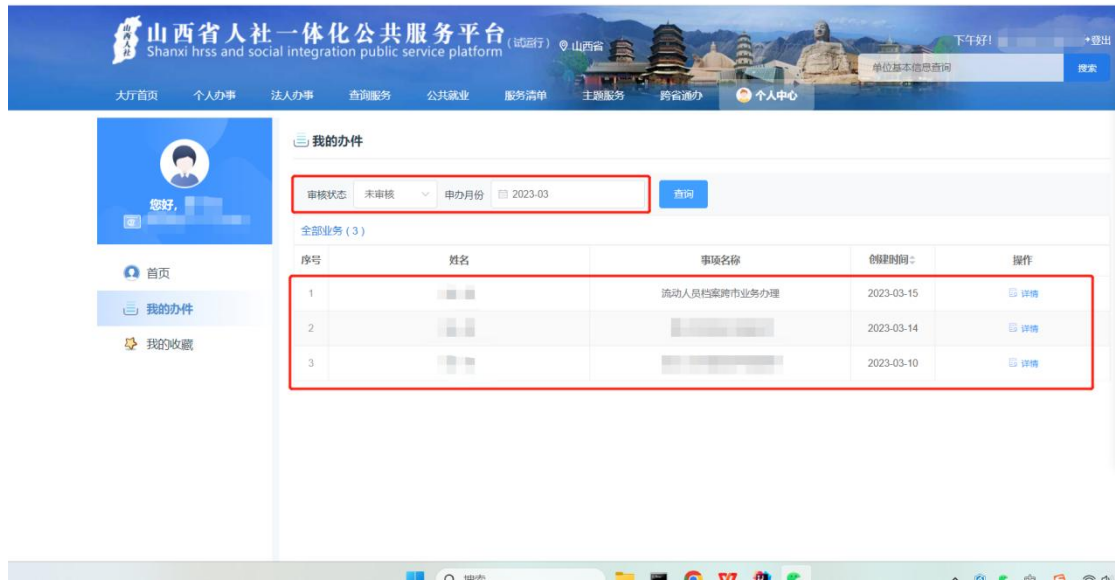 山西人社
山西省人社一体化公共服务平台(试运行) 山西省
Shanxi hrss and social integration public service platform
下午好! 登出
单位基本信息查询 搜索
大厅首页 个人办事 法人办事 查询服务 公共就业 服务清单 主题服务 跨省通办 个人中心
您好,
首页
我的办件
我的收藏
我的办件
审核状态 未审核 申办月份 2023-03 查询
全部业务 (3)
序号 姓名 事项名称 创建时间 操作
1 流动人员档案跨市业务办理 2023-03-15 详情
2 2023-03-14 详情
3 2023-03-10 详情
搜索